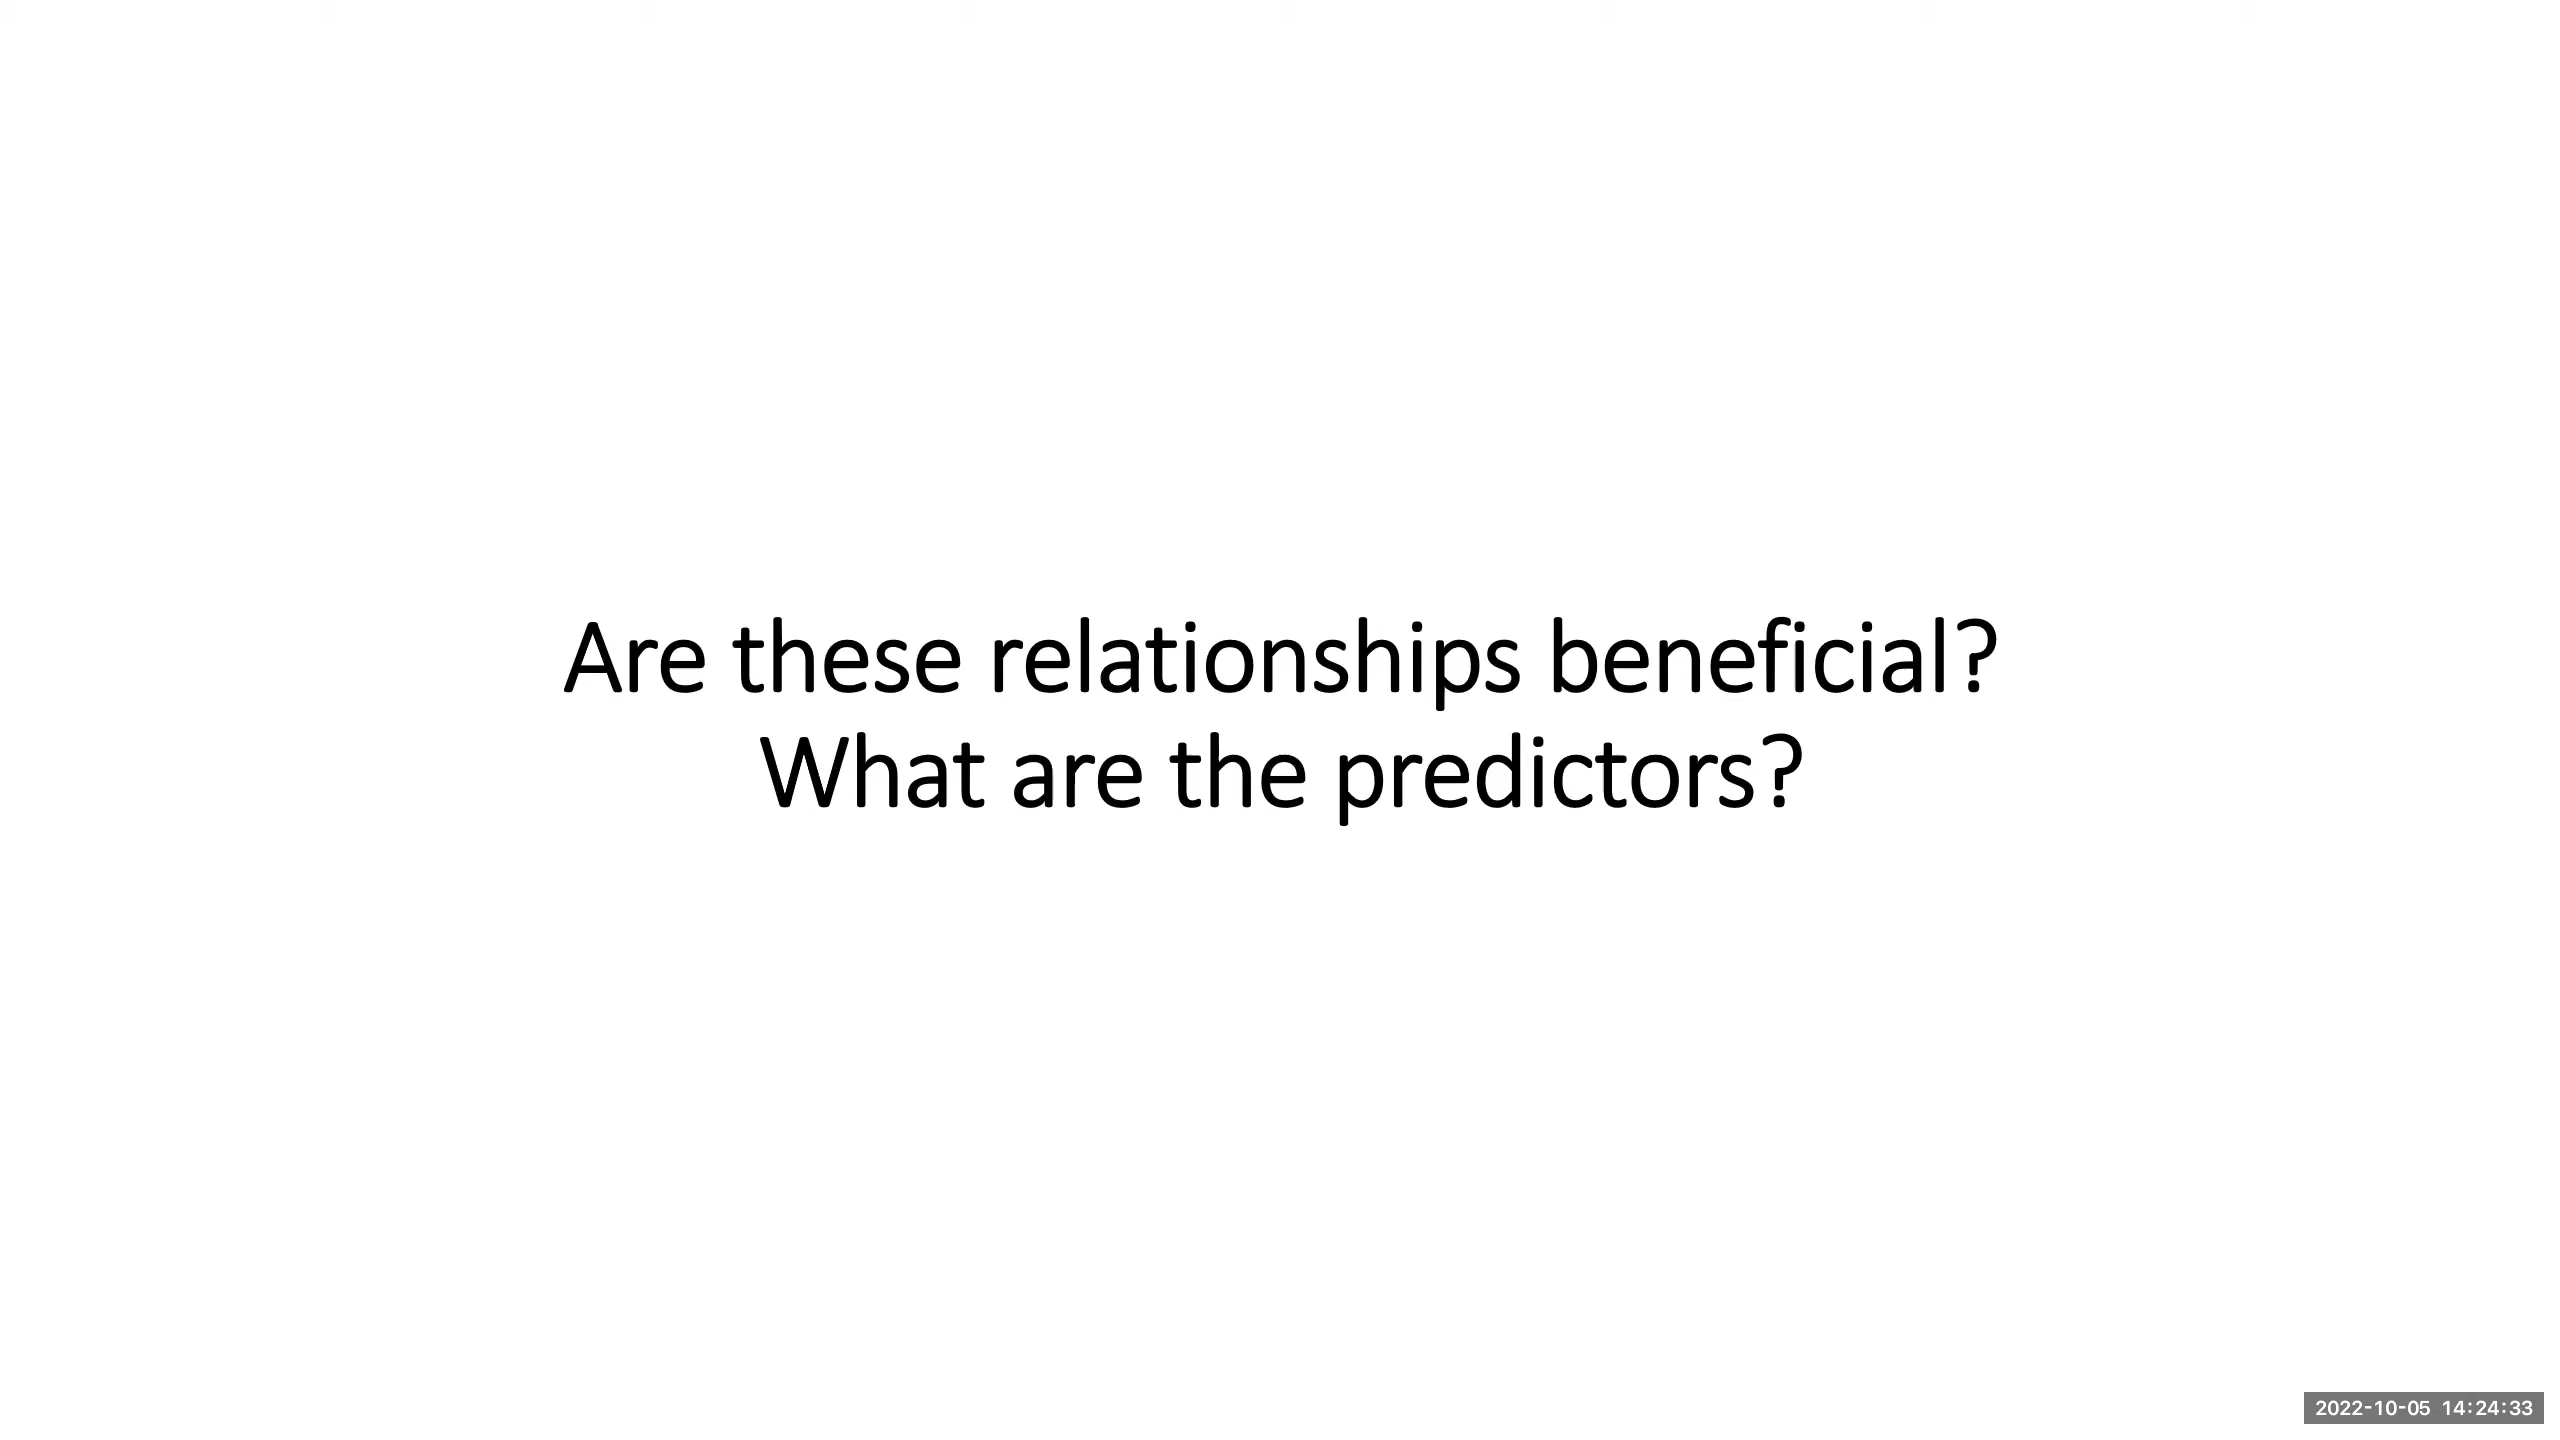 Are these relationships beneficial?
What are the predictors?
2022-10-05 14:24:33